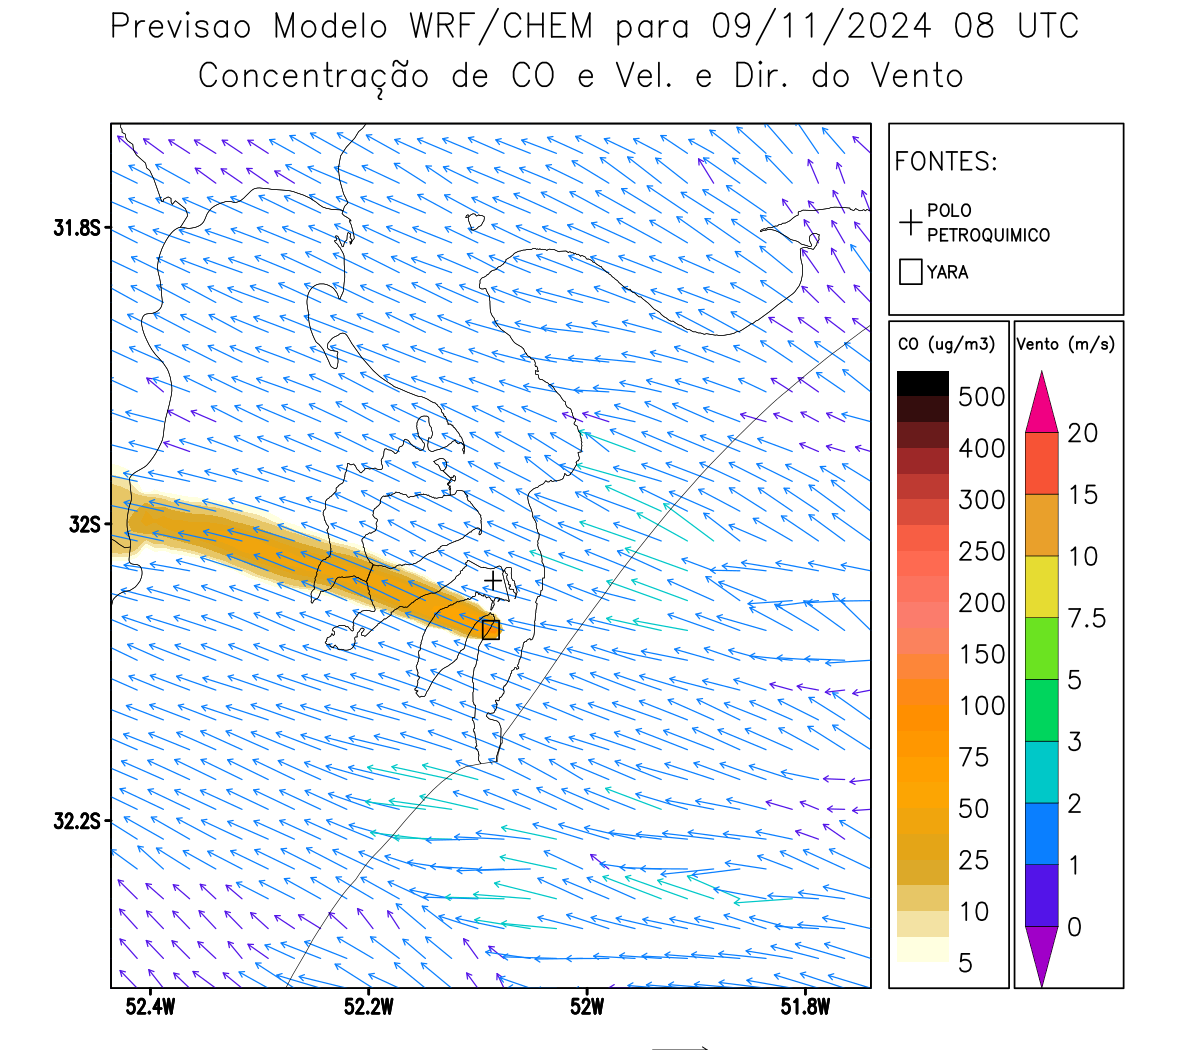 Previsao Modelo WRF/CHEM para 09/11/2024 08 UTC
Concentração de CO e Vel. e Dir. do Vento
FONTES:
POLO
PETROQUIMICO
YARA
CO (ug/m3)
500
400
300
250
200
150
100
75
50
25
10
5
Vento (m/s)
20
15
10
7.5
5
3
2
1
0
31.8S
32S
32.2S
52.4W
52.2W
52W
51.8W